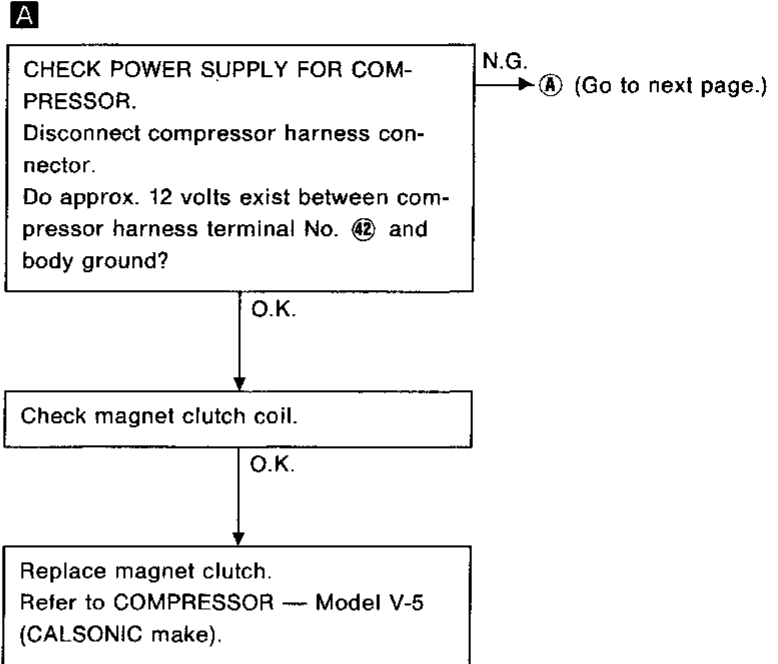 A
CHECK POWER SUPPLY FOR COM-
PRESSOR.
Disconnect compressor harness con-
nector.
Do approx. 12 volts exist between com-
pressor harness terminal No. ㊷ and
body ground?
N.G.
Ⓐ (Go to next page.)
O.K.
Check magnet clutch coil.
O.K.
Replace magnet clutch.
Refer to COMPRESSOR — Model V-5
(CALSONIC make).